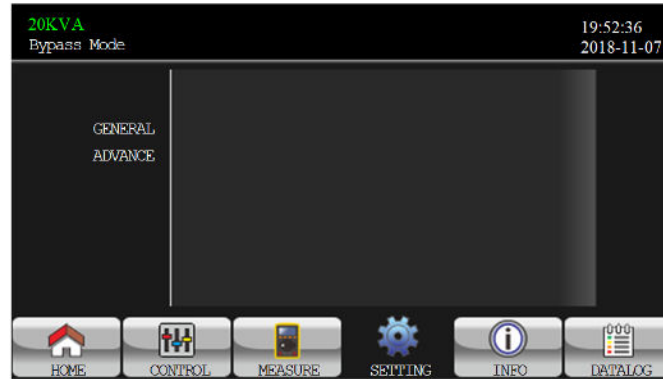 20KVA
Bypass Mode
19:52:36
2018-11-07
GENERAL
ADVANCE
HOME
CONTROL
MEASURE
SETTING
INFO
DATALOG